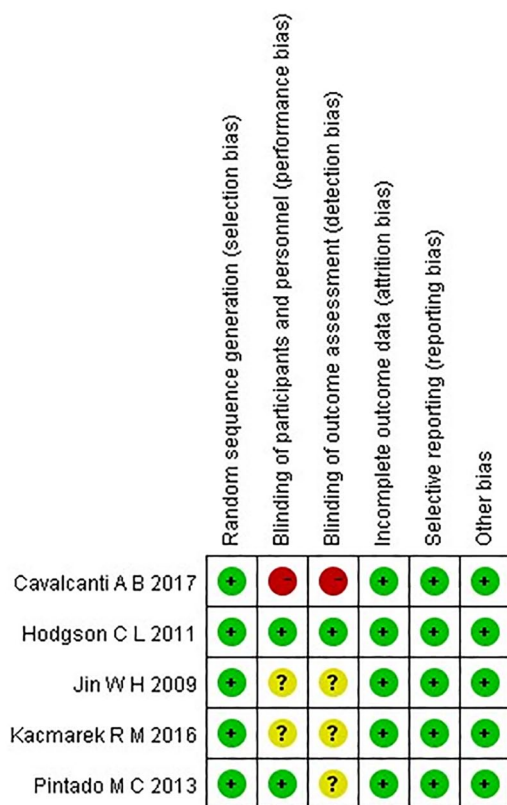 Random sequence generation (selection bias)
Blinding of participants and personnel (performance bias)
Blinding of outcome assessment (detection bias)
Incomplete outcome data (attrition bias)
Selective reporting (reporting bias)
Other bias
Cavalcanti A B 2017 + - - + + +
Hodgson C L 2011 + + + + + +
Jin W H 2009 + ? ? + + +
Kacmarek R M 2016 + ? ? + + +
Pintado M C 2013 + + ? + + +